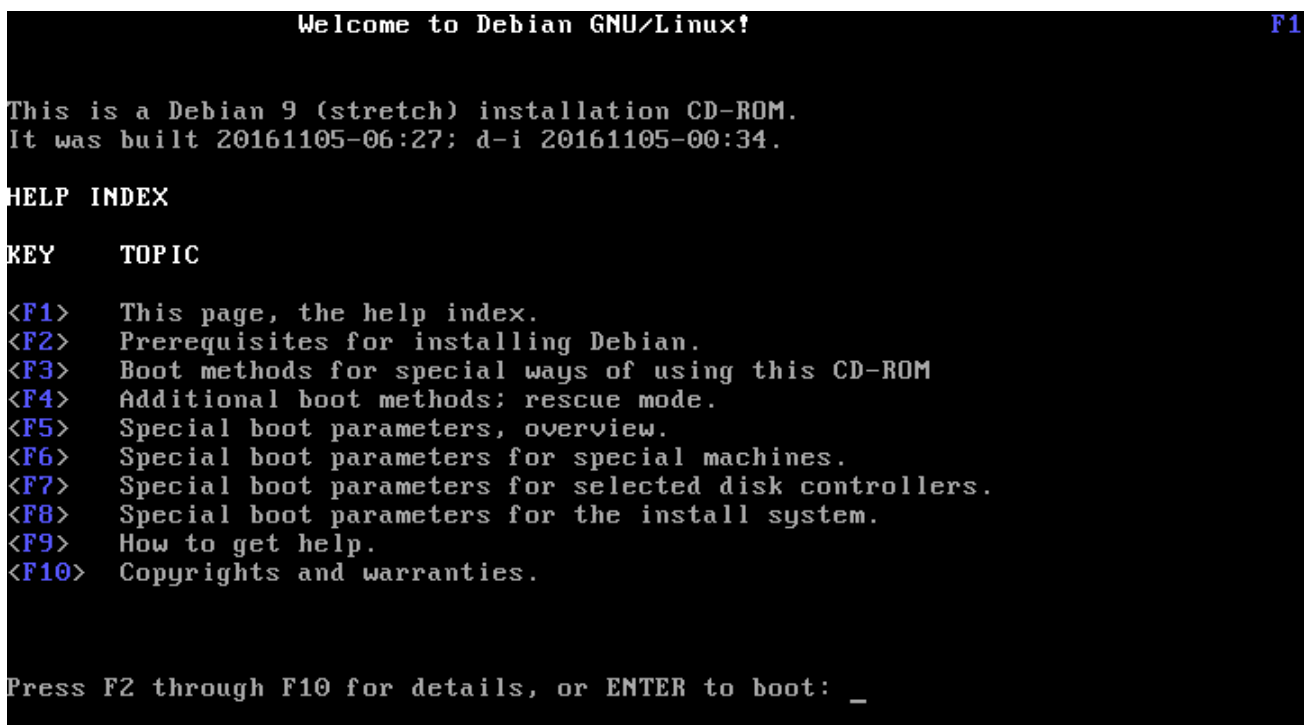 Welcome to Debian GNU/Linux! F1
This is a Debian 9 (stretch) installation CD-ROM.
It was built 20161105-06:27; d-i 20161105-00:34.
HELP INDEX
KEY TOPIC
<F1> This page, the help index.
<F2> Prerequisites for installing Debian.
<F3> Boot methods for special ways of using this CD-ROM
<F4> Additional boot methods; rescue mode.
<F5> Special boot parameters, overview.
<F6> Special boot parameters for special machines.
<F7> Special boot parameters for selected disk controllers.
<F8> Special boot parameters for the install system.
<F9> How to get help.
<F10> Copyrights and warranties.
Press F2 through F10 for details, or ENTER to boot: _